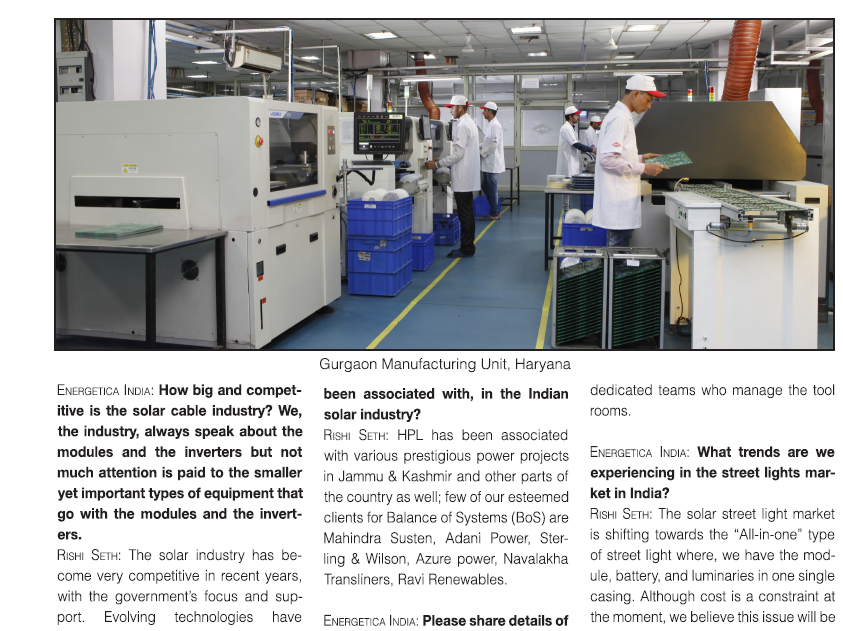 Gurgaon Manufacturing Unit, Haryana
ENERGETICA INDIA: How big and compet-
itive is the solar cable industry? We,
the industry, always speak about the
modules and the inverters but not
much attention is paid to the smaller
yet important types of equipment that
go with the modules and the invert-
ers.
RISHI SETH: The solar industry has be-
come very competitive in recent years,
with the government's focus and sup-
port. Evolving technologies have
been associated with, in the Indian
solar industry?
RISHI SETH: HPL has been associated
with various prestigious power projects
in Jammu & Kashmir and other parts of
the country as well; few of our esteemed
clients for Balance of Systems (BoS) are
Mahindra Susten, Adani Power, Ster-
ling & Wilson, Azure power, Navalakha
Transliners, Ravi Renewables.
ENERGETICA INDIA: Please share details of
dedicated teams who manage the tool
rooms.
ENERGETICA INDIA: What trends are we
experiencing in the street lights mar-
ket in India?
RISHI SETH: The solar street light market
is shifting towards the “All-in-one” type
of street light where, we have the mod-
ule, battery, and luminaries in one single
casing. Although cost is a constraint at
the moment, we believe this issue will be